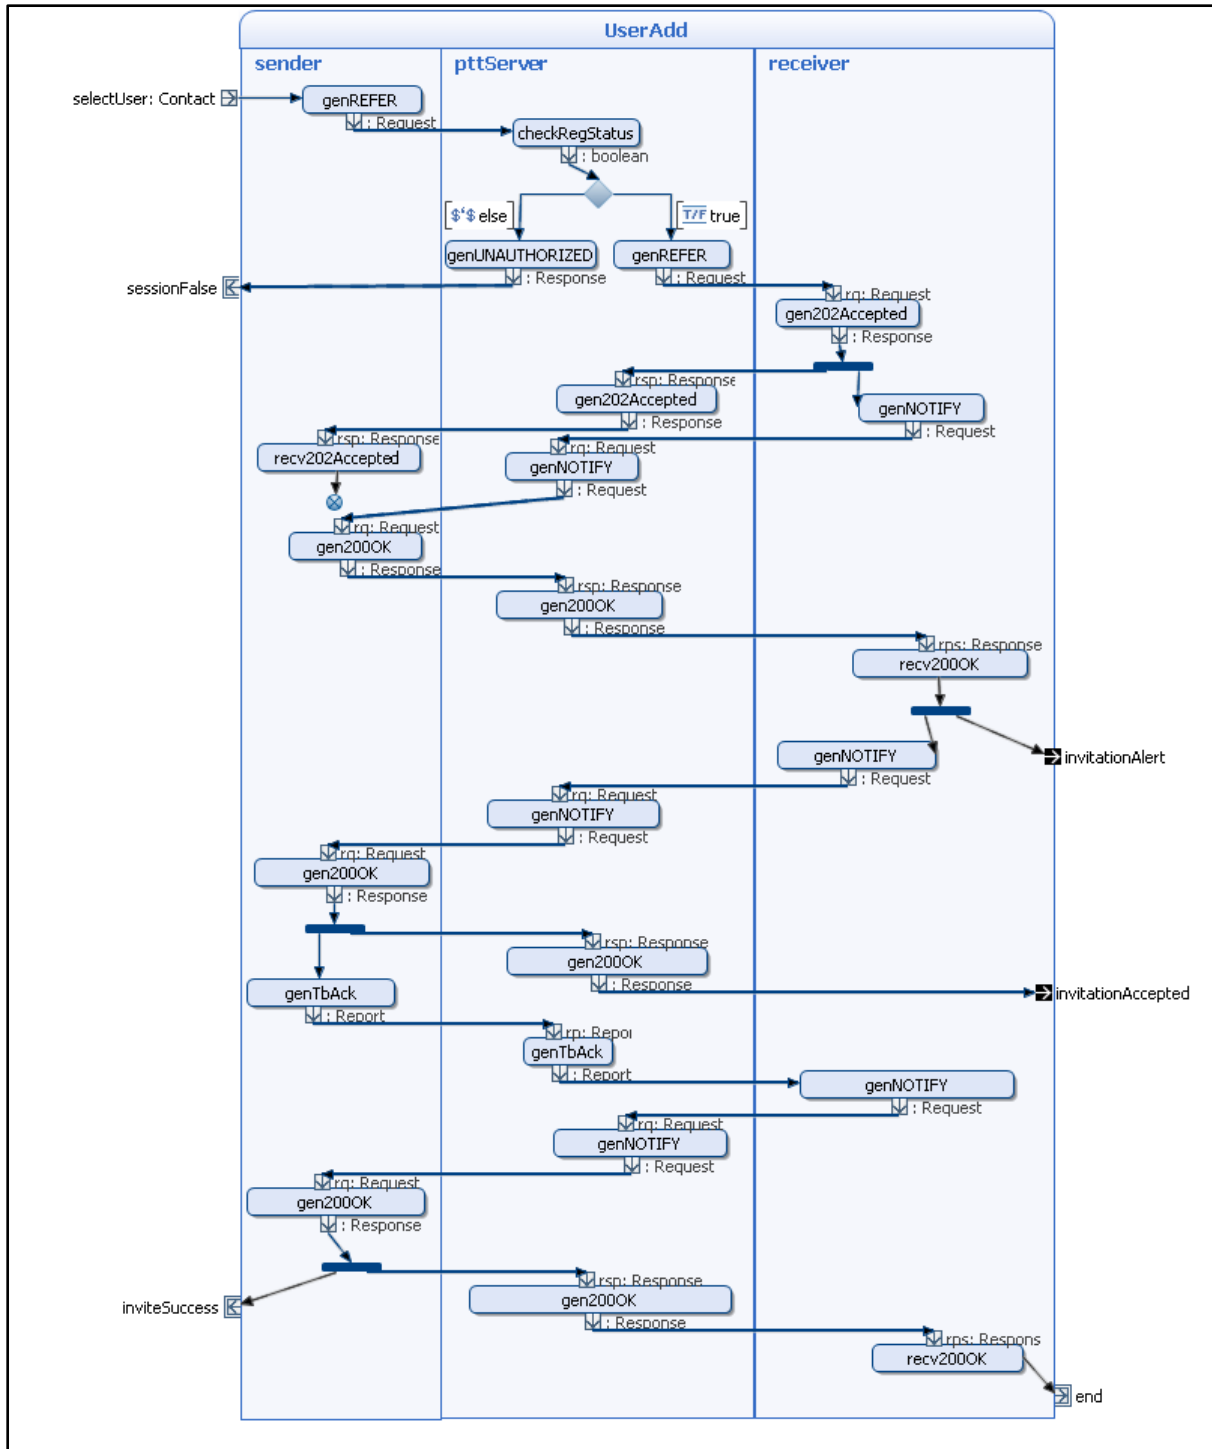 UserAdd
sender pttServer receiver
selectUser: Contact
genREFER
: Request
checkRegStatus
: boolean
$'$ else
T/F true
genUNAUTHORIZED
genREFER
: Response
: Request
sessionFalse
rq: Request
gen202Accepted
: Response
rsp: Response
gen202Accepted
genNOTIFY
: Response
: Request
rsp: Response
rq: Request
recv202Accepted
genNOTIFY
: Request
rq: Request
gen200OK
: Response
rsp: Response
gen200OK
: Response
rps: Response
recv200OK
genNOTIFY
invitationAlert
: Request
rq: Request
genNOTIFY
: Request
rq: Request
gen200OK
: Response
rsp: Response
gen200OK
: Response
genTbAck
invitationAccepted
: Report
rp: Repor
genTbAck
: Report
genNOTIFY
: Request
rq: Request
genNOTIFY
: Request
rq: Request
gen200OK
: Response
rsp: Response
gen200OK
inviteSuccess
: Response
rps: Respons
recv200OK
end